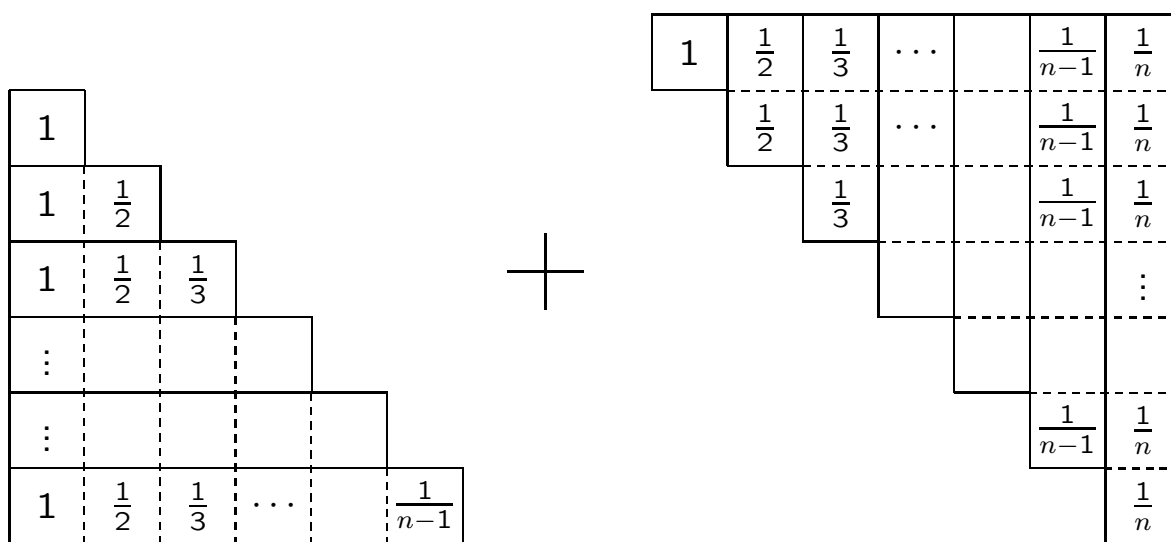 1 1/2 1/3 ··· 1/(n−1) 1/n
1
1/2 1/3 ··· 1/(n−1) 1/n
1 1/2
1/3 1/(n−1) 1/n
1 1/2 1/3
+
⋮
⋮
⋮
1/(n−1) 1/n
1 1/2 1/3 ··· 1/(n−1)
1/n